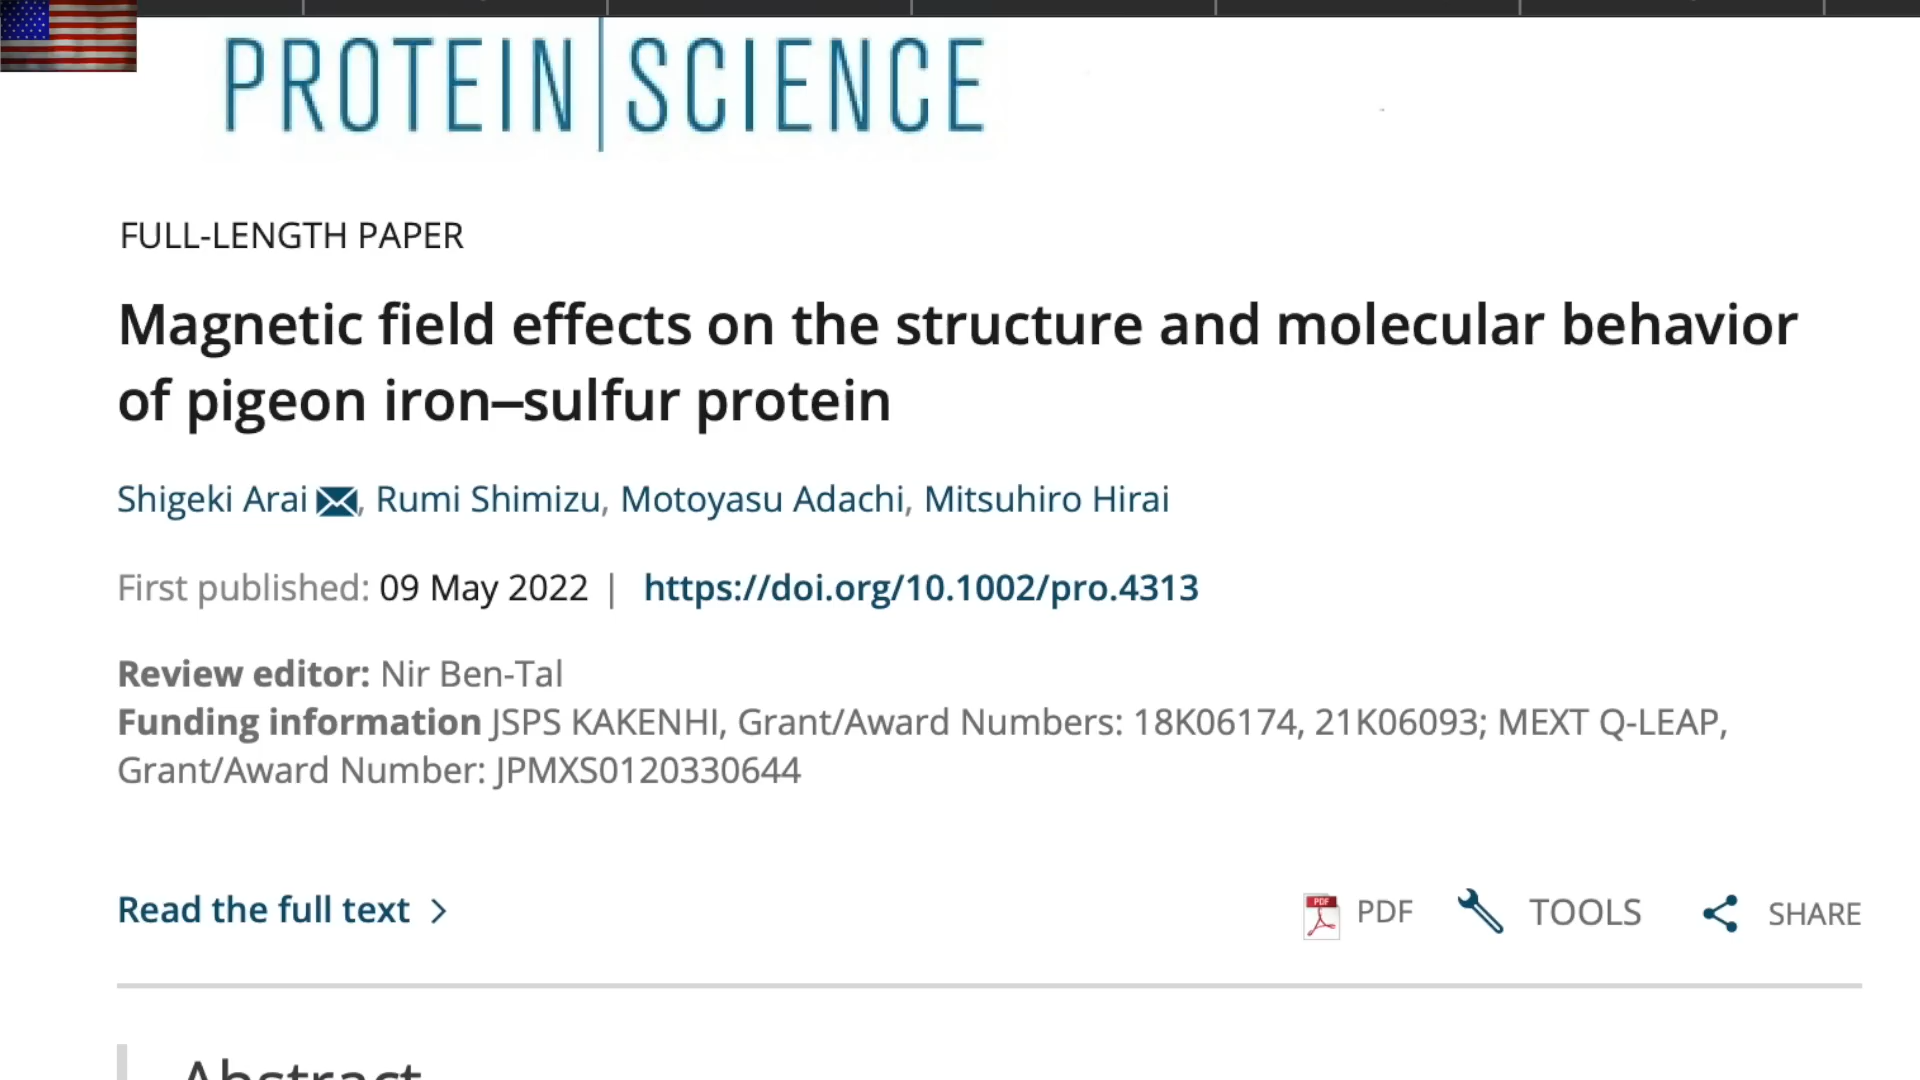 PROTEIN SCIENCE
FULL-LENGTH PAPER
Magnetic field effects on the structure and molecular behavior
of pigeon iron–sulfur protein
Shigeki Arai, Rumi Shimizu, Motoyasu Adachi, Mitsuhiro Hirai
First published: 09 May 2022 | https://doi.org/10.1002/pro.4313
Review editor: Nir Ben-Tal
Funding information JSPS KAKENHI, Grant/Award Numbers: 18K06174, 21K06093; MEXT Q-LEAP,
Grant/Award Number: JPMXS0120330644
Read the full text > PDF PDF TOOLS SHARE
Abstract